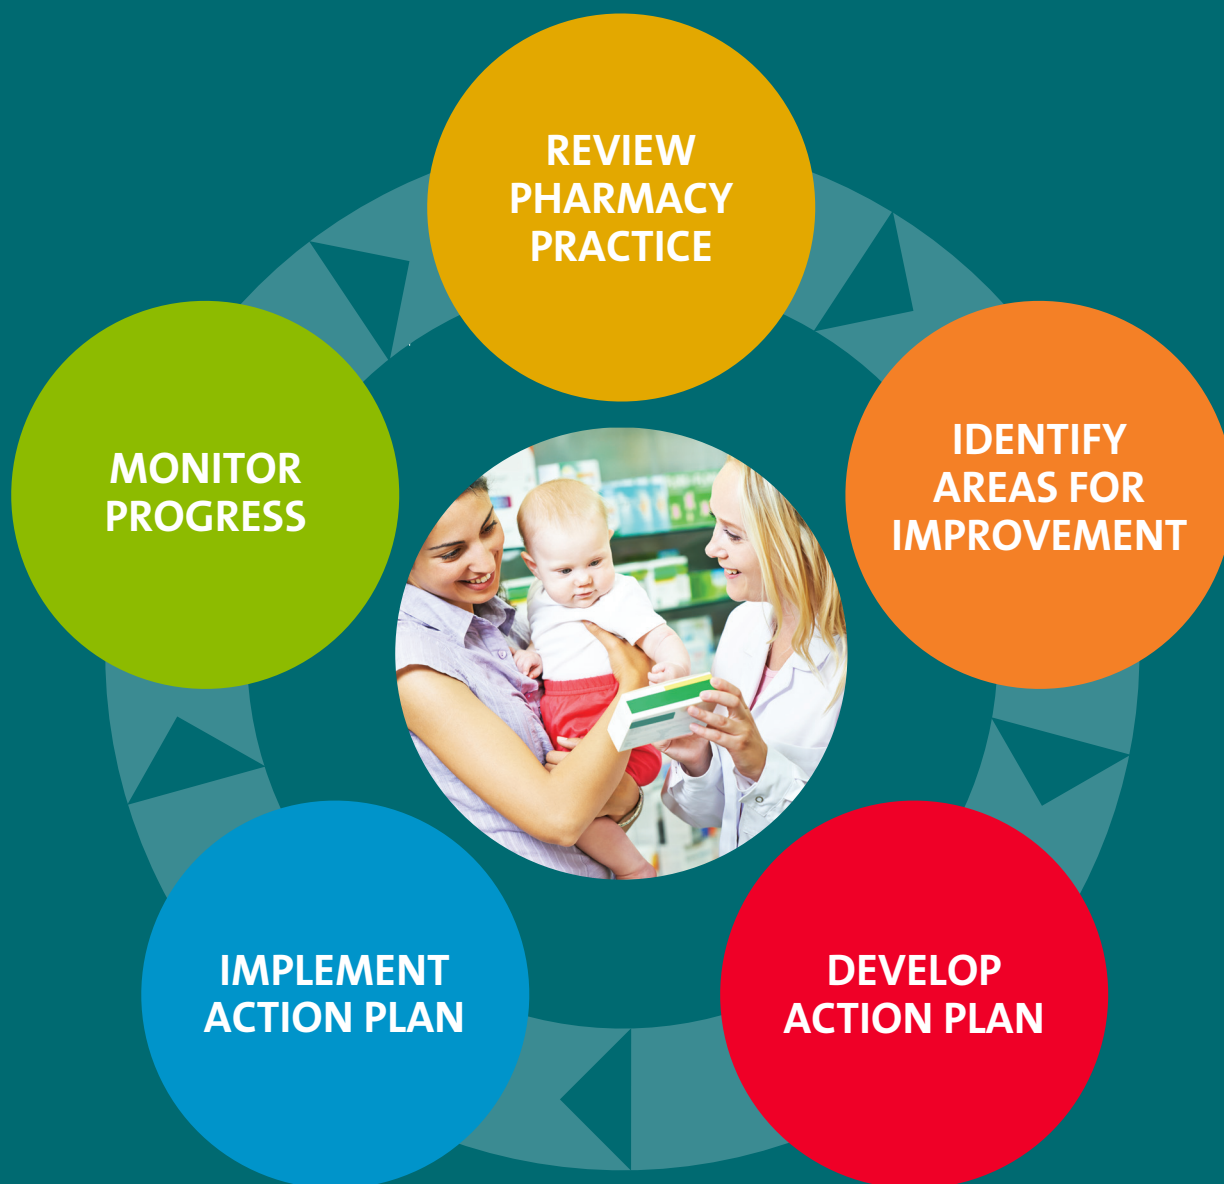 REVIEW
PHARMACY
PRACTICE
IDENTIFY
AREAS FOR
IMPROVEMENT
DEVELOP
ACTION PLAN
IMPLEMENT
ACTION PLAN
MONITOR
PROGRESS